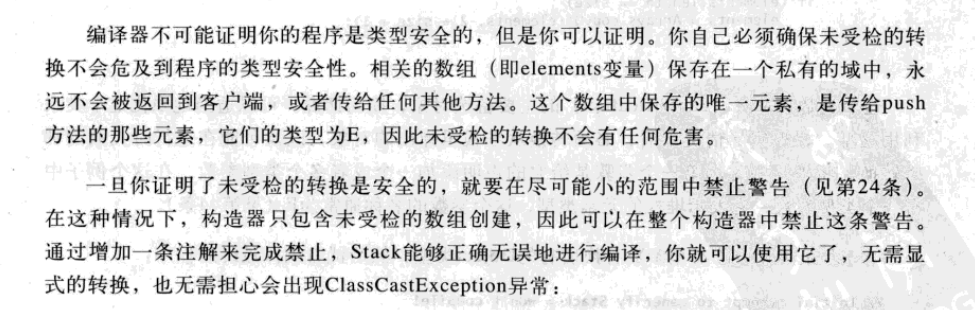 编译器不可能证明你的程序是类型安全的，但是你可以证明。你自己必须确保未受检的转
换不会危及到程序的类型安全性。相关的数组（即elements变量）保存在一个私有的域中，永
远不会被返回到客户端，或者传给任何其他方法。这个数组中保存的唯一元素，是传给push
方法的那些元素，它们的类型为E，因此未受检的转换不会有任何危害。
一旦你证明了未受检的转换是安全的，就要在尽可能小的范围中禁止警告（见第24条）。
在这种情况下，构造器只包含未受检的数组创建，因此可以在整个构造器中禁止这条警告。
通过增加一条注解来完成禁止，Stack能够正确无误地进行编译，你就可以使用它了，无需显
式的转换，也无需担心会出现ClassCastException异常：